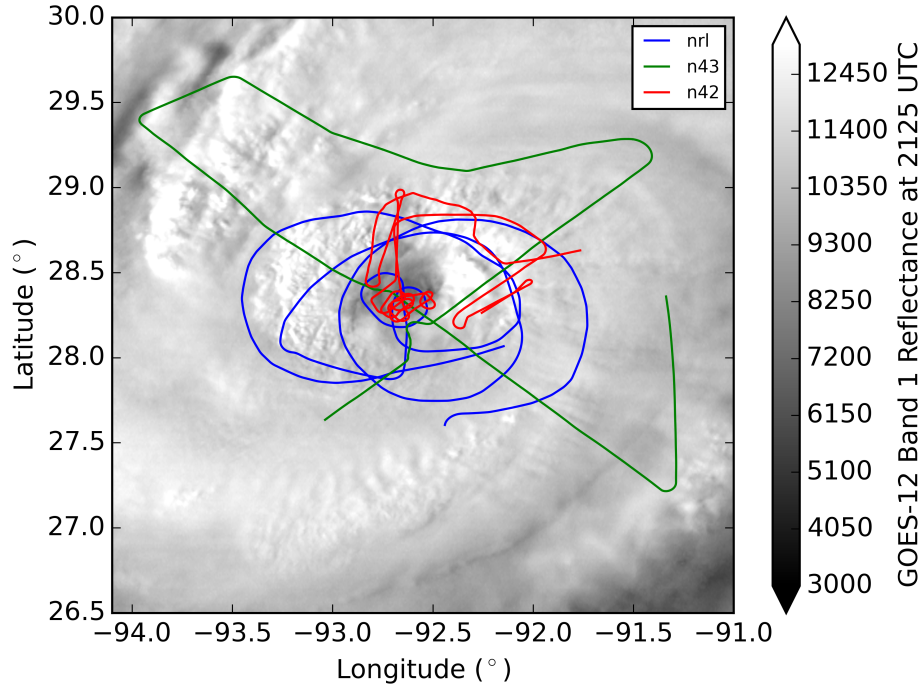 30.0
29.5
29.0
28.5
28.0
27.5
27.0
26.5
Latitude (°)
−94.0 −93.5 −93.0 −92.5 −92.0 −91.5 −91.0
Longitude (°)
nrl
n43
n42
12450
11400
10350
9300
8250
7200
6150
5100
4050
3000
GOES-12 Band 1 Reflectance at 2125 UTC